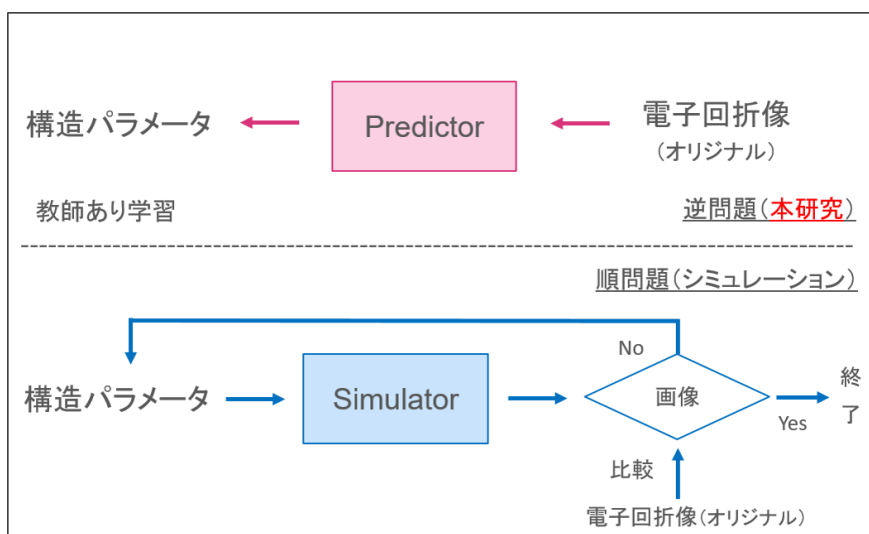 構造パラメータ
Predictor
電子回折像
(オリジナル)
教師あり学習
逆問題(本研究)
順問題(シミュレーション)
No
構造パラメータ
Simulator
画像
終
了
Yes
比較
電子回折像(オリジナル)